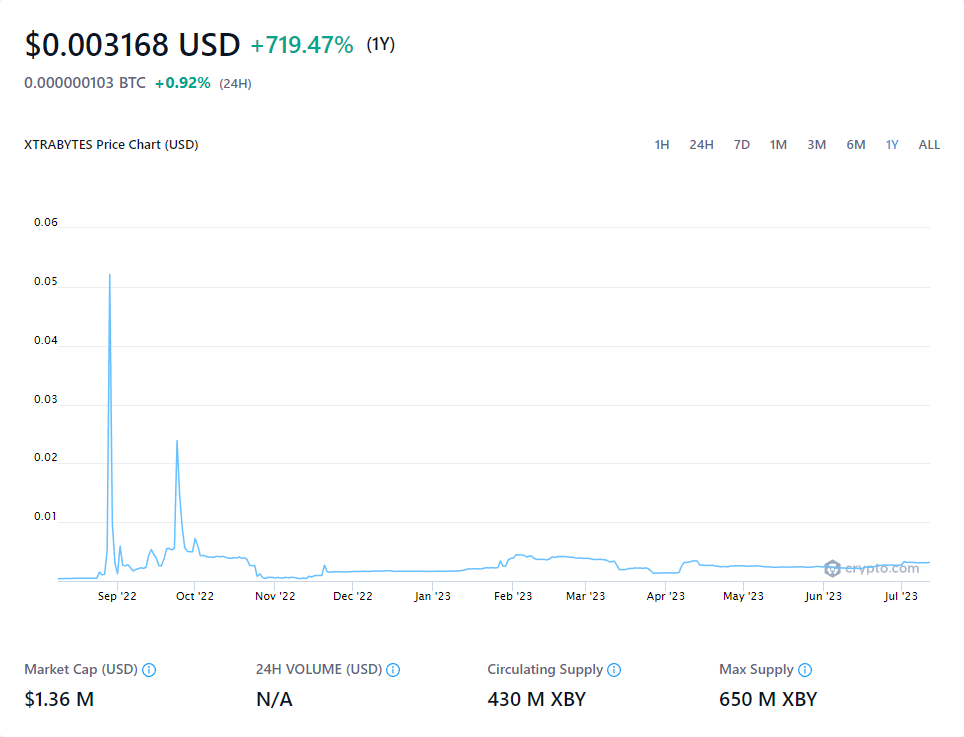 $0.003168 USD +719.47% (1Y)
0.000000103 BTC +0.92% (24H)
XTRABYTES Price Chart (USD) 1H 24H 7D 1M 3M 6M 1Y ALL
0.06
0.05
0.04
0.03
0.02
0.01
crypto.com
Sep '22 Oct '22 Nov '22 Dec '22 Jan '23 Feb '23 Mar '23 Apr '23 May '23 Jun '23 Jul '23
Market Cap (USD) 24H VOLUME (USD) Circulating Supply Max Supply
$1.36 M N/A 430 M XBY 650 M XBY